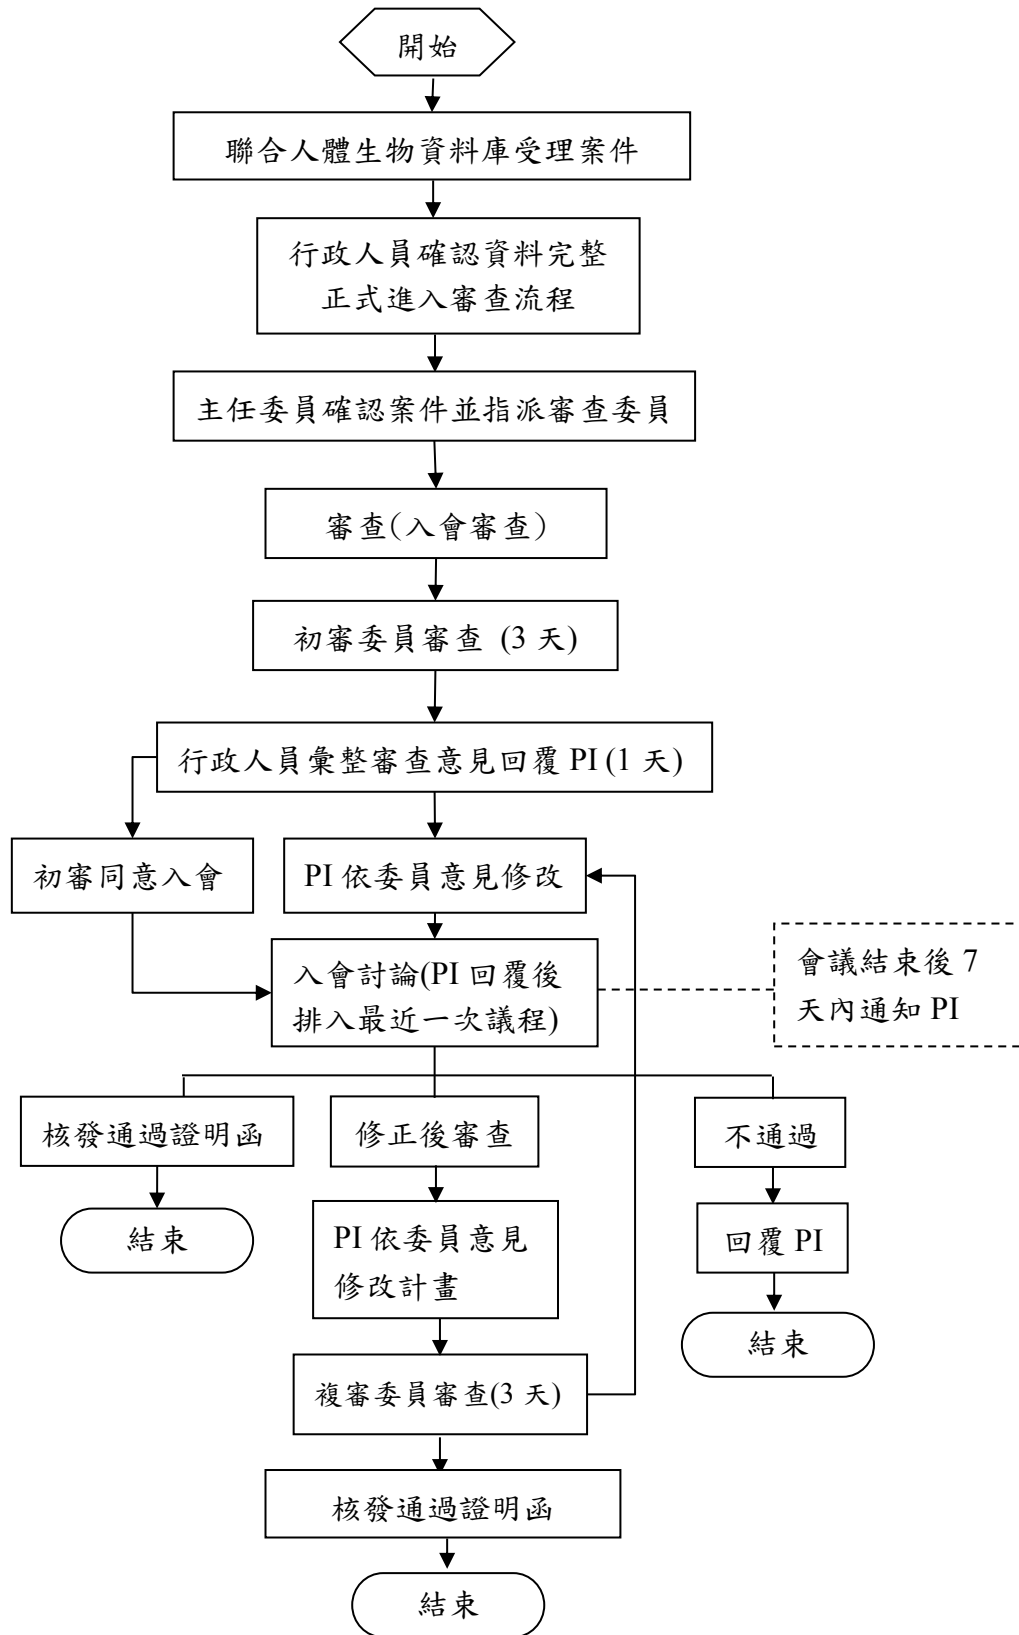 開始
聯合人體生物資料庫受理案件
行政人員確認資料完整
正式進入審查流程
主任委員確認案件並指派審查委員
審查(入會審查)
初審委員審查 (3 天)
行政人員彙整審查意見回覆 PI (1 天)
初審同意入會
PI 依委員意見修改
入會討論(PI 回覆後
排入最近一次議程)
會議結束後 7
天內通知 PI
核發通過證明函
修正後審查
不通過
結束
PI 依委員意見
修改計畫
回覆 PI
結束
複審委員審查(3 天)
核發通過證明函
結束